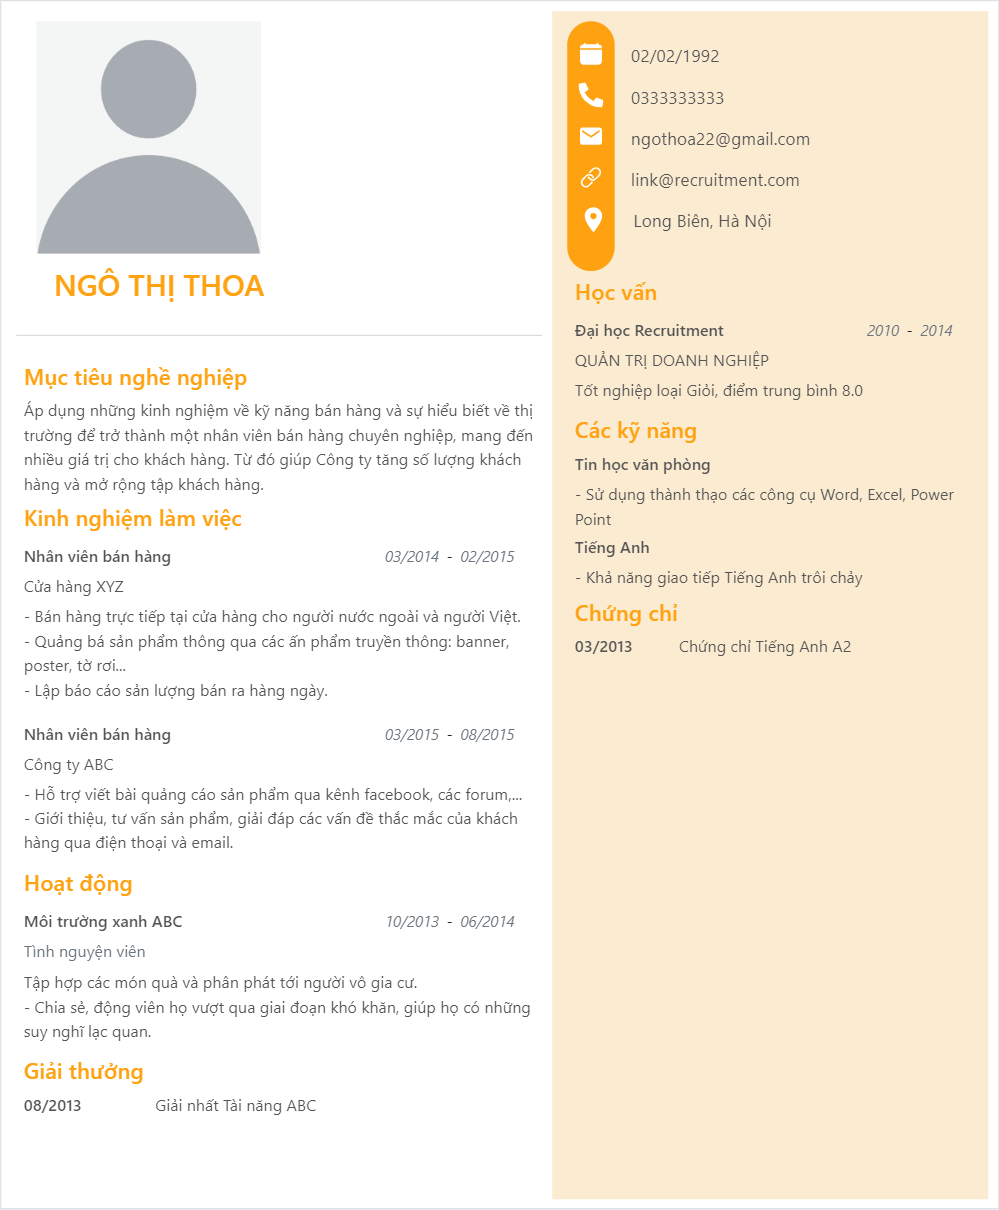 NGÔ THỊ THOA
Mục tiêu nghề nghiệp
Áp dụng những kinh nghiệm về kỹ năng bán hàng và sự hiểu biết về thị
trường để trở thành một nhân viên bán hàng chuyên nghiệp, mang đến
nhiều giá trị cho khách hàng. Từ đó giúp Công ty tăng số lượng khách
hàng và mở rộng tập khách hàng.
Kinh nghiệm làm việc
Nhân viên bán hàng 03/2014 - 02/2015
Cửa hàng XYZ
- Bán hàng trực tiếp tại cửa hàng cho người nước ngoài và người Việt.
- Quảng bá sản phẩm thông qua các ấn phẩm truyền thông: banner,
poster, tờ rơi...
- Lập báo cáo sản lượng bán ra hàng ngày.
Nhân viên bán hàng 03/2015 - 08/2015
Công ty ABC
- Hỗ trợ viết bài quảng cáo sản phẩm qua kênh facebook, các forum,...
- Giới thiệu, tư vấn sản phẩm, giải đáp các vấn đề thắc mắc của khách
hàng qua điện thoại và email.
Hoạt động
Môi trường xanh ABC 10/2013 - 06/2014
Tình nguyện viên
Tập hợp các món quà và phân phát tới người vô gia cư.
- Chia sẻ, động viên họ vượt qua giai đoạn khó khăn, giúp họ có những
suy nghĩ lạc quan.
Giải thưởng
08/2013 Giải nhất Tài năng ABC
02/02/1992
0333333333
ngothoa22@gmail.com
link@recruitment.com
Long Biên, Hà Nội
Học vấn
Đại học Recruitment 2010 - 2014
QUẢN TRỊ DOANH NGHIỆP
Tốt nghiệp loại Giỏi, điểm trung bình 8.0
Các kỹ năng
Tin học văn phòng
- Sử dụng thành thạo các công cụ Word, Excel, Power
Point
Tiếng Anh
- Khả năng giao tiếp Tiếng Anh trôi chảy
Chứng chỉ
03/2013 Chứng chỉ Tiếng Anh A2